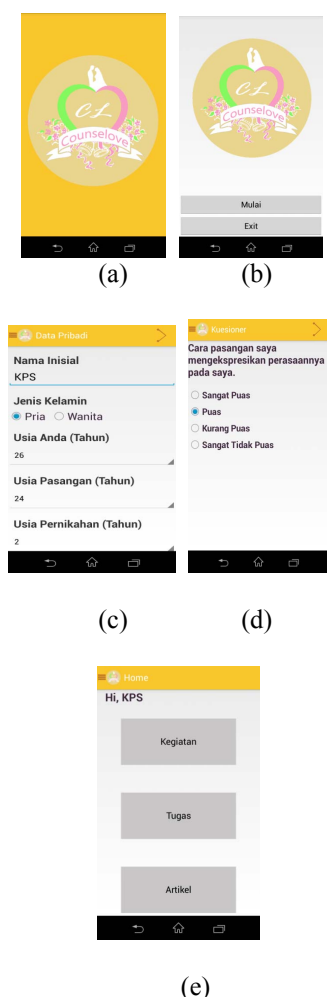 CL
Counselove
CL
Counselove
Mulai
Exit
(a)
(b)
Data Pribadi
Nama Inisial
KPS
Jenis Kelamin
Pria Wanita
Usia Anda (Tahun)
26
Usia Pasangan (Tahun)
24
Usia Pernikahan (Tahun)
2
Kuesioner
Cara pasangan saya
mengekspresikan perasaannya
pada saya.
Sangat Puas
Puas
Kurang Puas
Sangat Tidak Puas
(c)
(d)
Home
Hi, KPS
Kegiatan
Tugas
Artikel
(e)